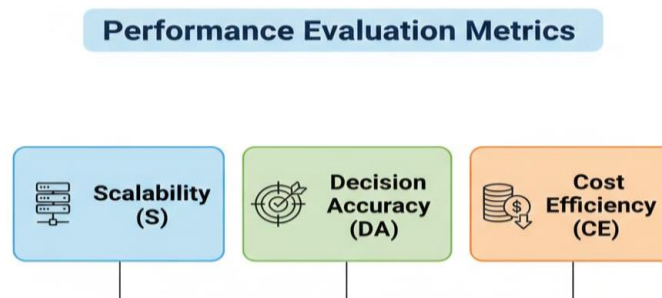 Performance Evaluation Metrics
Scalability
(S)
Decision
Accuracy
(DA)
Cost
Efficiency
(CE)